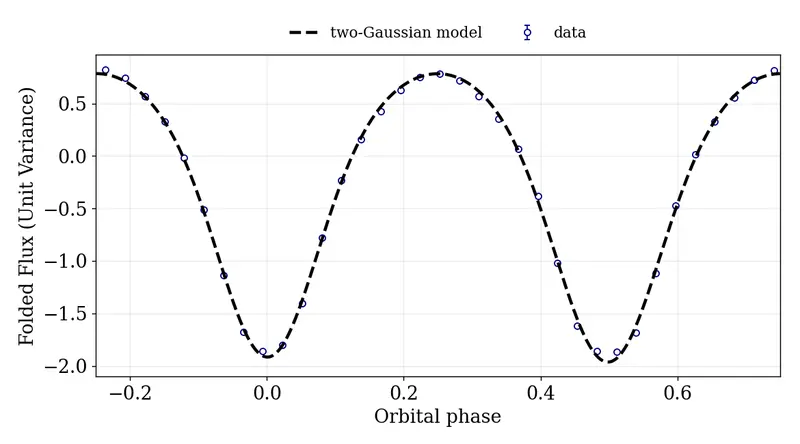 two-Gaussian model
data
Folded Flux (Unit Variance)
0.5
0.0
−0.5
−1.0
−1.5
−2.0
−0.2
0.0
0.2
0.4
0.6
Orbital phase